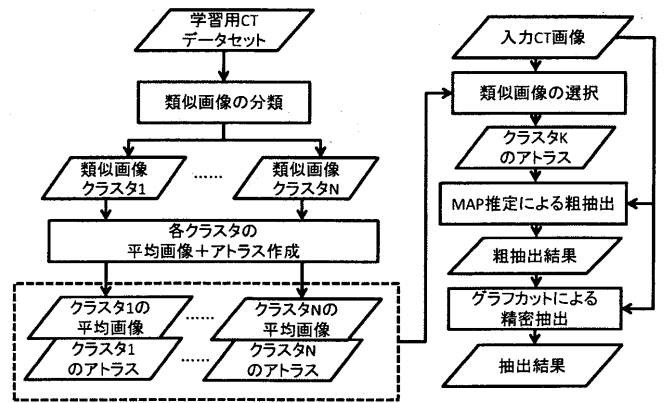 学習用CT
データセット
類似画像の分類
類似画像
クラスタ1
……
類似画像
クラスタN
各クラスタの
平均画像＋アトラス作成
クラスタ1の
平均画像
……
クラスタNの
平均画像
クラスタ1
のアトラス
……
クラスタN
のアトラス
入力CT画像
類似画像の選択
クラスタK
のアトラス
MAP推定による粗抽出
粗抽出結果
グラフカットによる
精密抽出
抽出結果